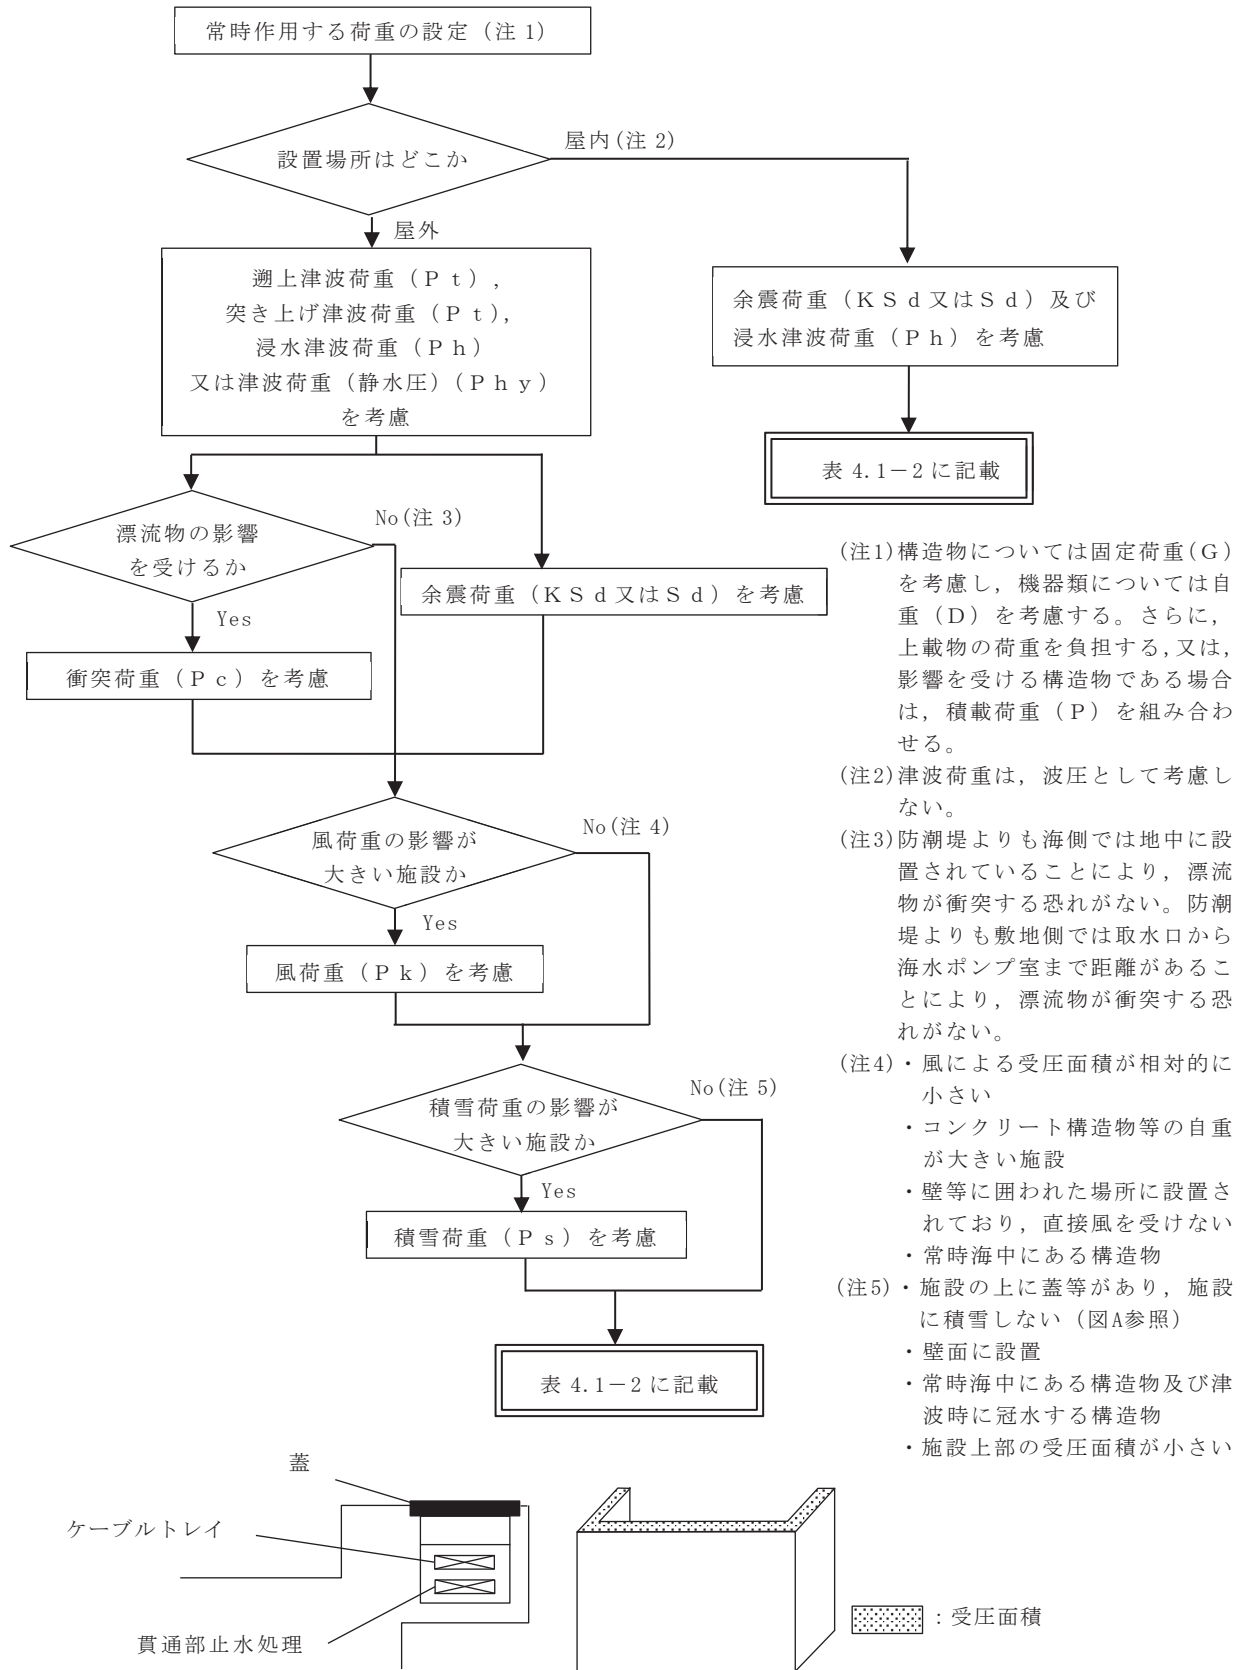 常時作用する荷重の設定（注 1）
設置場所はどこか
屋内(注 2)
屋外
遡上津波荷重（Ｐｔ），
突き上げ津波荷重（Ｐｔ），
浸水津波荷重（Ｐｈ）
又は津波荷重（静水圧）（Ｐｈｙ）
を考慮
余震荷重（ＫＳｄ又はＳｄ）及び
浸水津波荷重（Ｐｈ）を考慮
表 4.1－2 に記載
漂流物の影響
を受けるか
No(注 3)
Yes
余震荷重（ＫＳｄ又はＳｄ）を考慮
衝突荷重（Ｐｃ）を考慮
風荷重の影響が
大きい施設か
No(注 4)
Yes
風荷重（Ｐｋ）を考慮
積雪荷重の影響が
大きい施設か
No(注 5)
Yes
積雪荷重（Ｐｓ）を考慮
表 4.1－2 に記載
(注1)構造物については固定荷重(Ｇ)
を考慮し，機器類については自
重（Ｄ）を考慮する。さらに，
上載物の荷重を負担する,又は,
影響を受ける構造物である場合
は，積載荷重（Ｐ）を組み合わ
せる。
(注2)津波荷重は，波圧として考慮し
ない。
(注3)防潮堤よりも海側では地中に設
置されていることにより，漂流
物が衝突する恐れがない。防潮
堤よりも敷地側では取水口から
海水ポンプ室まで距離があるこ
とにより，漂流物が衝突する恐
れがない。
(注4)・風による受圧面積が相対的に
小さい
・コンクリート構造物等の自重
が大きい施設
・壁等に囲われた場所に設置さ
れており，直接風を受けない
・常時海中にある構造物
(注5)・施設の上に蓋等があり，施設
に積雪しない（図A参照）
・壁面に設置
・常時海中にある構造物及び津
波時に冠水する構造物
・施設上部の受圧面積が小さい
蓋
ケーブルトレイ
貫通部止水処理
：受圧面積